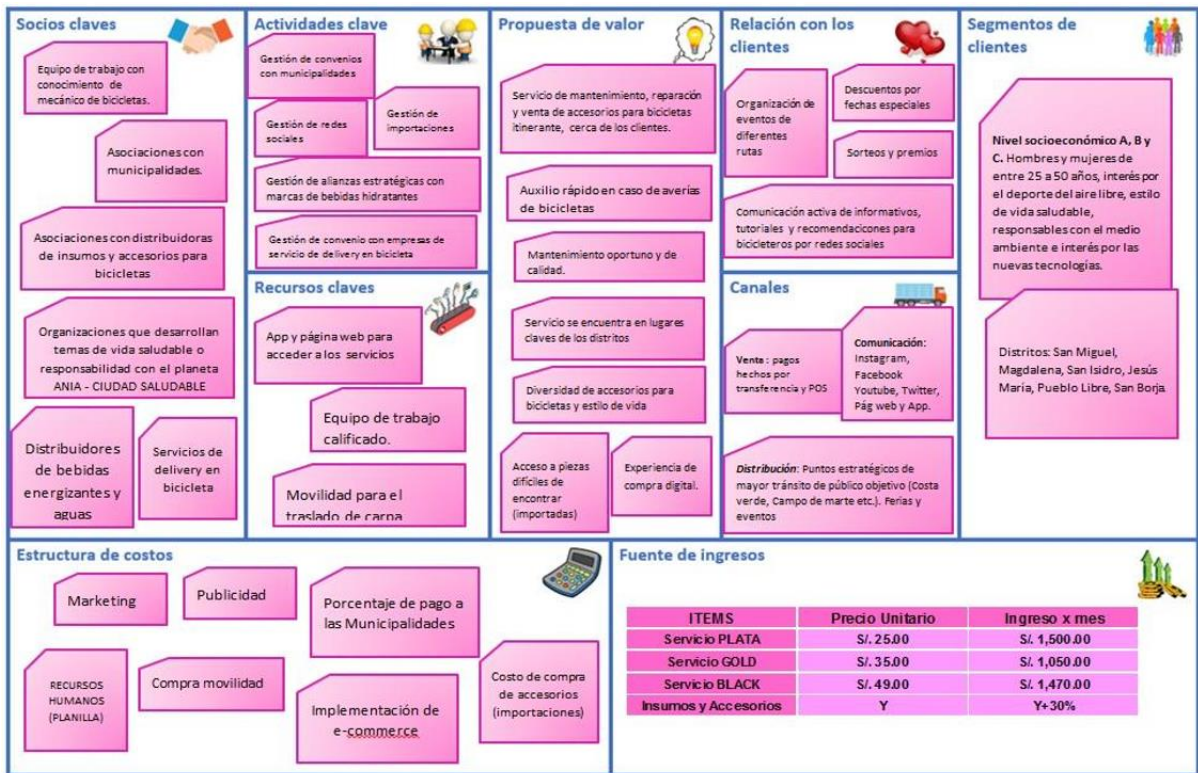 Socios claves
Equipo de trabajo con
conocimiento de
mecánico de bicicletas.
Asociaciones con
municipalidades.
Asociaciones con distribuidoras
de insumos y accesorios para
bicicletas
Organizaciones que desarrollan
temas de vida saludable o
responsabilidad con el planeta
ANIA - CIUDAD SALUDABLE
Distribuidores
de bebidas
energizantes y
aguas
Servicios de
delivery en
bicicleta
Actividades clave
Gestión de convenios
con municipalidades
Gestión de redes
sociales
Gestión de
importaciones
Gestión de alianzas estratégicas con
marcas de bebidas hidratantes
Gestión de convenio con empresas de
servicio de delivery en bicicleta
Recursos claves
App y página web para
acceder a los servicios
Equipo de trabajo
calificado.
Movilidad para el
traslado de carpa
Propuesta de valor
Servicio de mantenimiento, reparación
y venta de accesorios para bicicletas
itinerante, cerca de los clientes.
Auxilio rápido en caso de averías
de bicicletas
Mantenimiento oportuno y de
calidad.
Servicio se encuentra en lugares
claves de los distritos
Diversidad de accesorios para
bicicletas y estilo de vida
Acceso a piezas
difíciles de
encontrar
(importadas)
Experiencia de
compra digital.
Relación con los
clientes
Organización de
eventos de
diferentes
rutas
Descuentos por
fechas especiales
Sorteos y premios
Comunicación activa de informativos,
tutoriales y recomendaciones para
bicicleteros por redes sociales
Canales
Venta : pagos
hechos por
transferencia y POS
Comunicación:
Instagram,
Facebook
Youtube, Twitter,
Pág web y App.
Distribución: Puntos estratégicos de
mayor tránsito de público objetivo (Costa
verde, Campo de marte etc.). Ferias y
eventos
Segmentos de
clientes
Nivel socioeconómico A, B y
C. Hombres y mujeres de
entre 25 a 50 años, interés por
el deporte del aire libre, estilo
de vida saludable,
responsables con el medio
ambiente e interés por las
nuevas tecnologías.
Distritos: San Miguel,
Magdalena, San Isidro, Jesús
María, Pueblo Libre, San Borja.
Estructura de costos
Marketing
Publicidad
Porcentaje de pago a
las Municipalidades
RECURSOS
HUMANOS
(PLANILLA)
Compra movilidad
Implementación de
e-commerce
Costo de compra
de accesorios
(importaciones)
Fuente de ingresos
ITEMS Precio Unitario Ingreso x mes
Servicio PLATA S/. 25.00 S/. 1,500.00
Servicio GOLD S/. 35.00 S/. 1,050.00
Servicio BLACK S/. 49.00 S/. 1,470.00
Insumos y Accesorios Y Y+30%